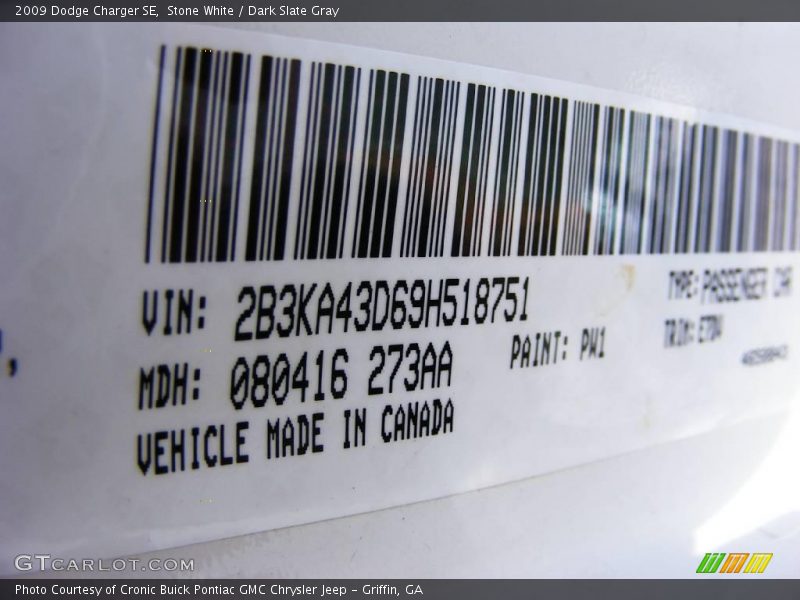 2009 Dodge Charger SE, Stone White / Dark Slate Gray
VIN: 2B3KA43D69H518751
TYPE: PASSENGER CAR
MDH: 080416 273AA
PAINT: PW1
TRIM:
VEHICLE MADE IN CANADA
GTCARLOT.COM
Photo Courtesy of Cronic Buick Pontiac GMC Chrysler Jeep - Griffin, GA